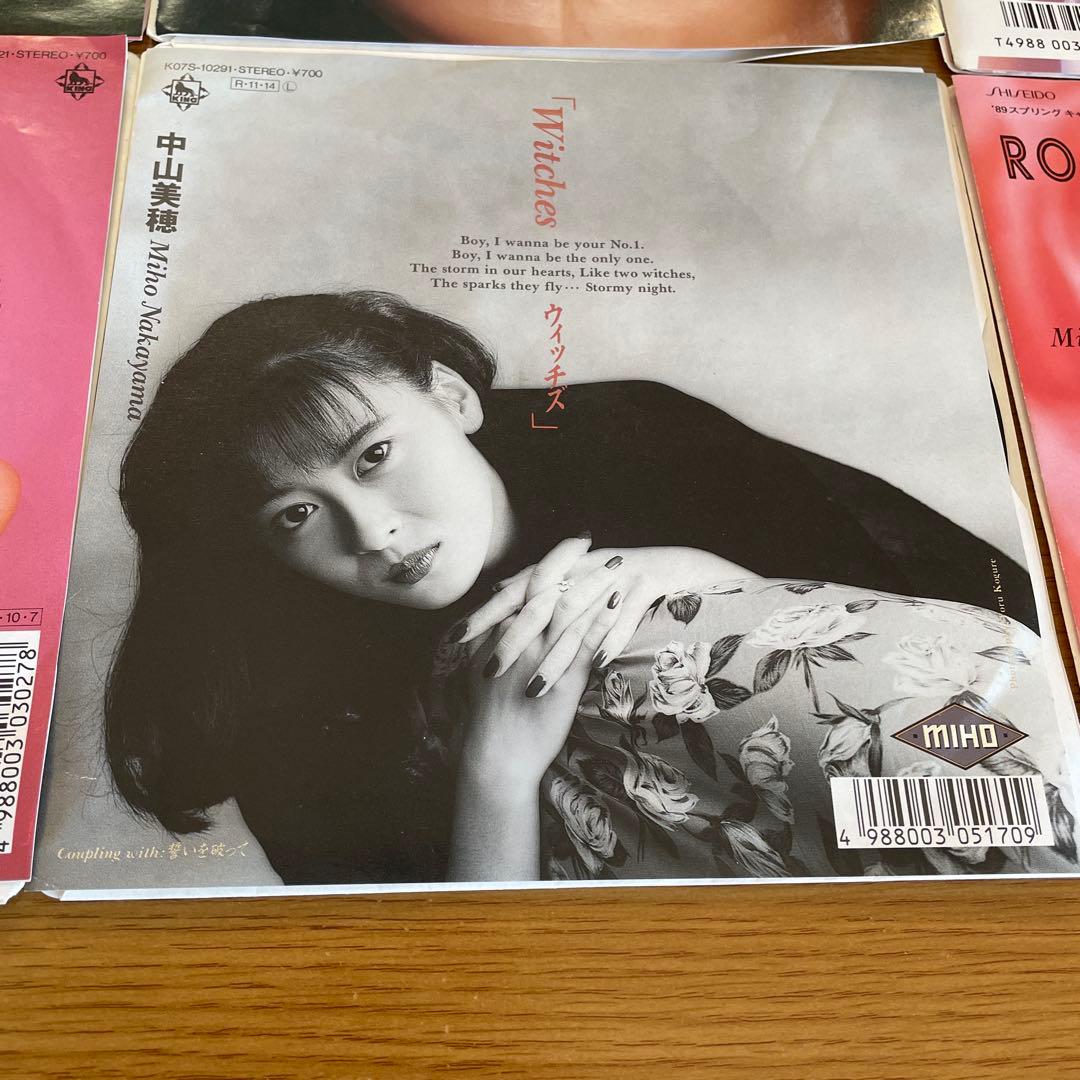 21·STEREO·¥700
KING
·10·7
4 988003 030278
K07S-10291·STEREO·¥700
R·11·14 Ⓛ
KING
中山美穂 Miho Nakayama
「Witches
Boy, I wanna be your No.1.
Boy, I wanna be the only one.
The storm in our hearts, Like two witches,
The sparks they fly… Stormy night.
ウィッチズ」
Kogure
MIHO
4 988003 051709
Coupling with: 誓いを破って
T4988 003
SHISEIDO
'89スプリング キャ
RO
Mi